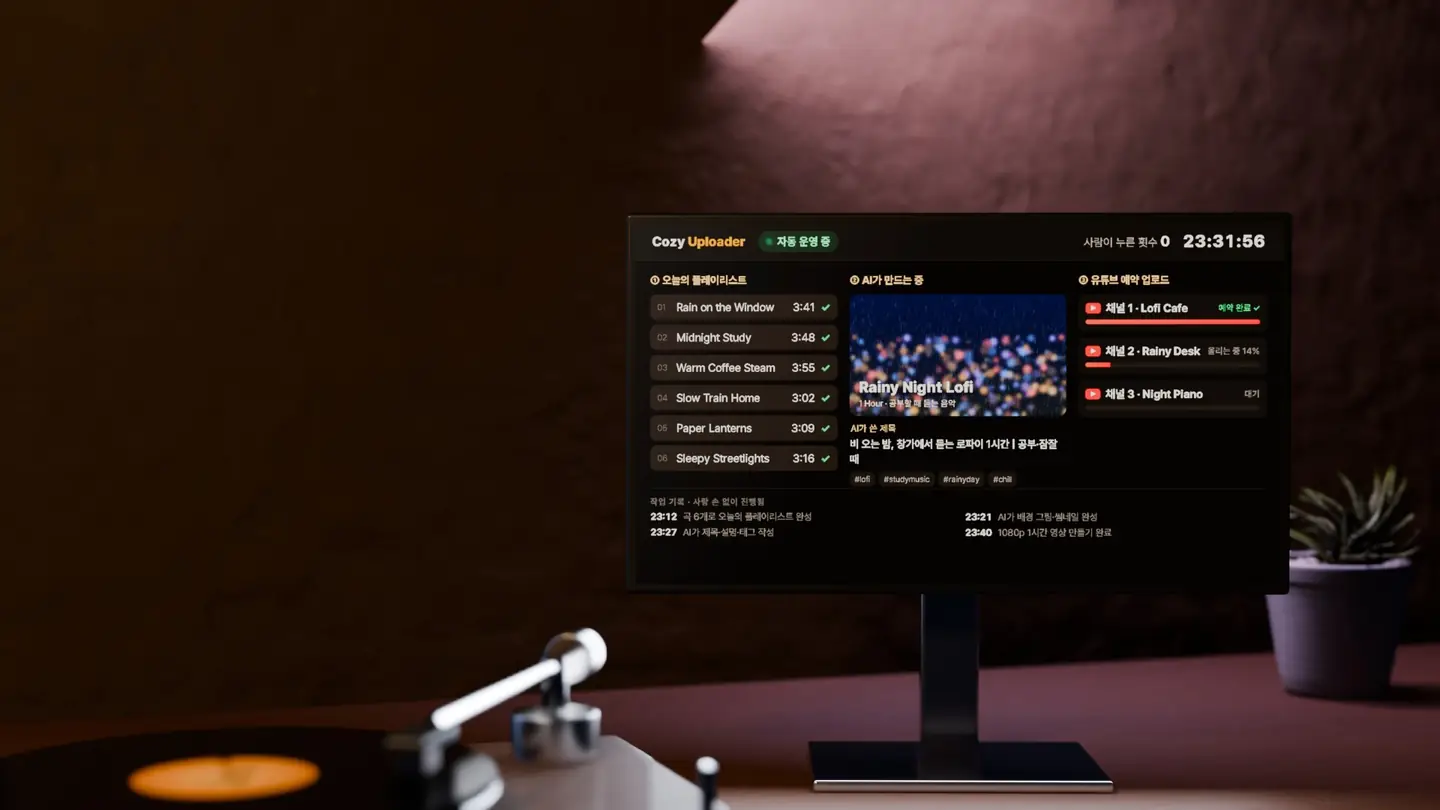 Cozy Uploader
자동 운영 중
사람이 누른 횟수 0
23:31:56
① 오늘의 플레이리스트
01 Rain on the Window 3:41 ✓
02 Midnight Study 3:48 ✓
03 Warm Coffee Steam 3:55 ✓
04 Slow Train Home 3:02 ✓
05 Paper Lanterns 3:09 ✓
06 Sleepy Streetlights 3:16 ✓
② AI가 만드는 중
Rainy Night Lofi
1 Hour · 공부할 때 듣는 음악
AI가 쓴 제목
비 오는 밤, 창가에서 듣는 로파이 1시간 | 공부·잠잘
때
#lofi #studymusic #rainyday #chill
③ 유튜브 예약 업로드
채널 1 · Lofi Cafe 예약 완료 ✓
채널 2 · Rainy Desk 올리는 중 14%
채널 3 · Night Piano 대기
작업 기록 · 사람 손 없이 진행됨
23:12 곡 6개로 오늘의 플레이리스트 완성
23:21 AI가 배경 그림·썸네일 완성
23:27 AI가 제목·설명·태그 작성
23:40 1080p 1시간 영상 만들기 완료